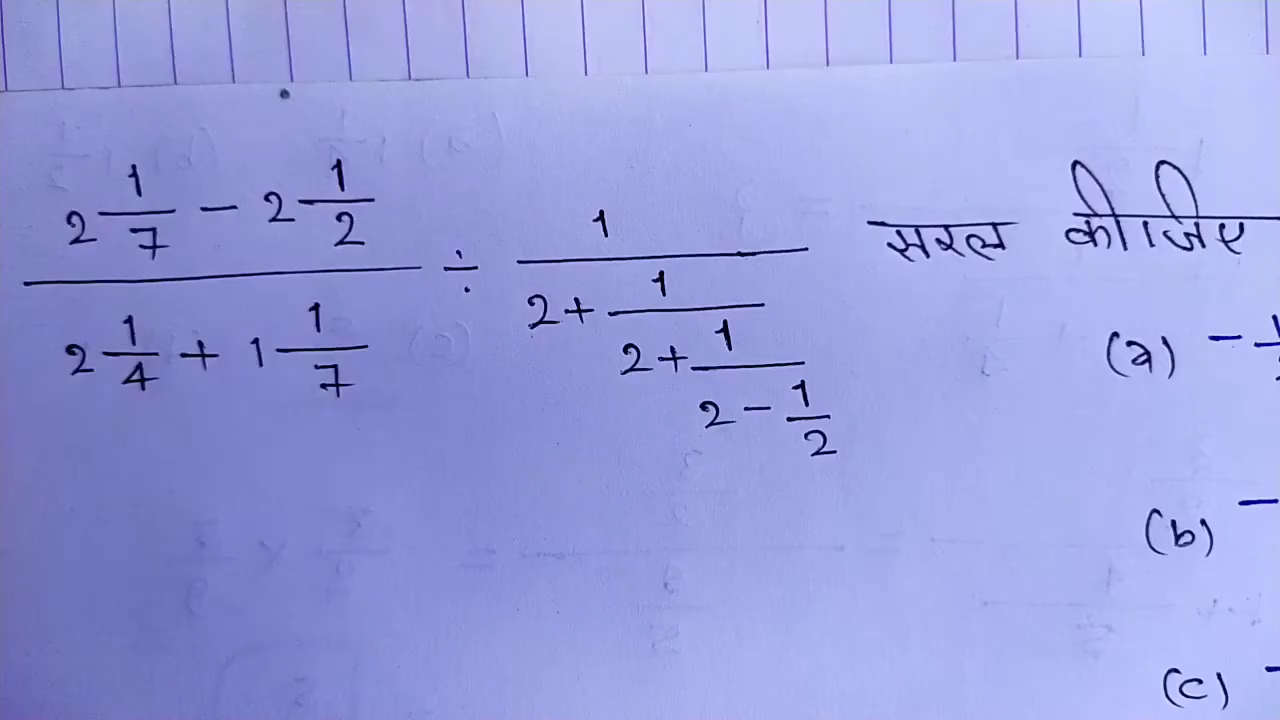 (2 1/7 − 2 1/2) / (2 1/4 + 1 1/7) ÷ 1 / (2 + 1 / (2 + 1 / (2 − 1/2)))
सरल कीजिए
(a) −
(b) −
(c) −